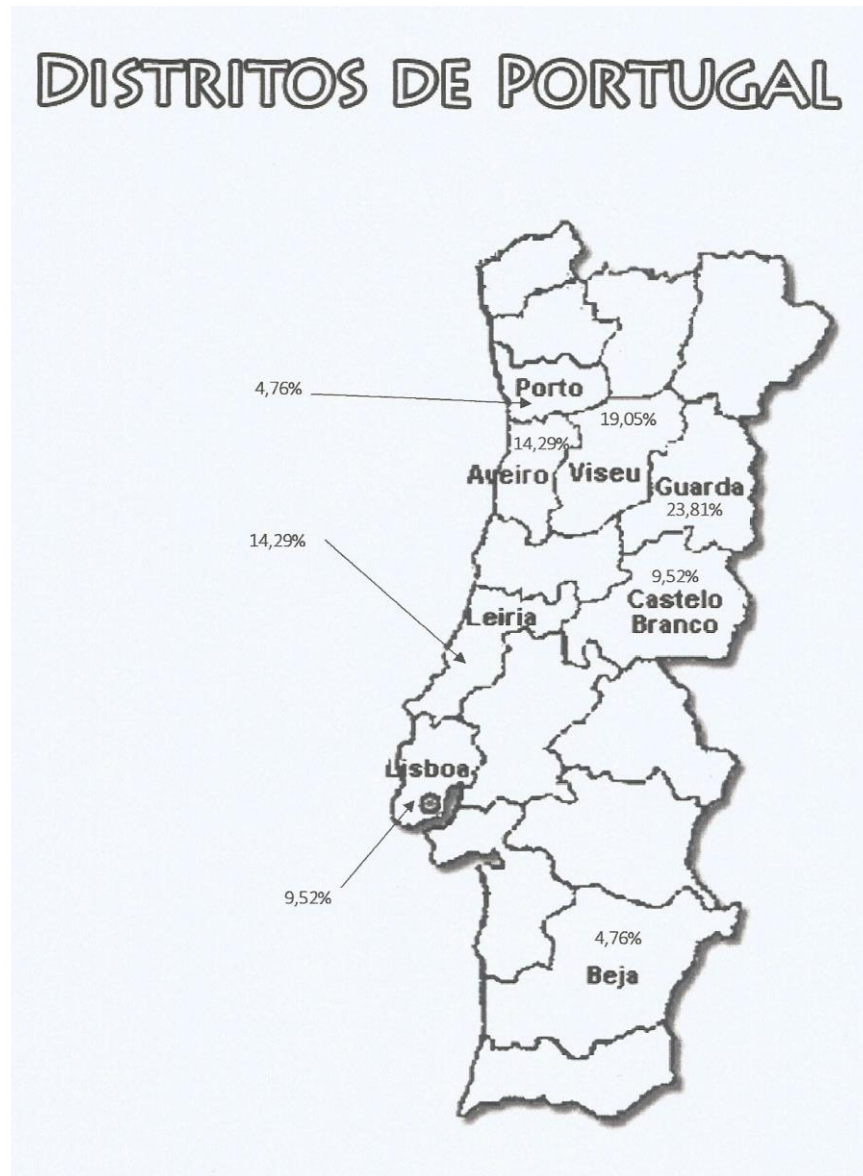 DISTRITOS DE PORTUGAL
4,76%
Porto
19,05%
14,29%
Aveiro
Viseu
Guarda
23,81%
14,29%
9,52%
Castelo
Branco
Leiria
Lisboa
9,52%
4,76%
Beja